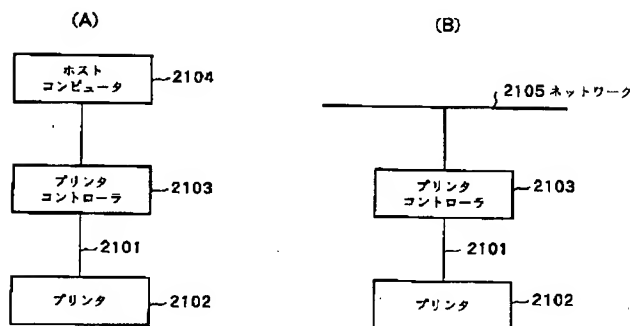 (A)
ホスト
コンピュータ
2104
プリンタ
コントローラ
2103
2101
プリンタ
2102
(B)
2105 ネットワーク
プリンタ
コントローラ
2103
2101
プリンタ
2102